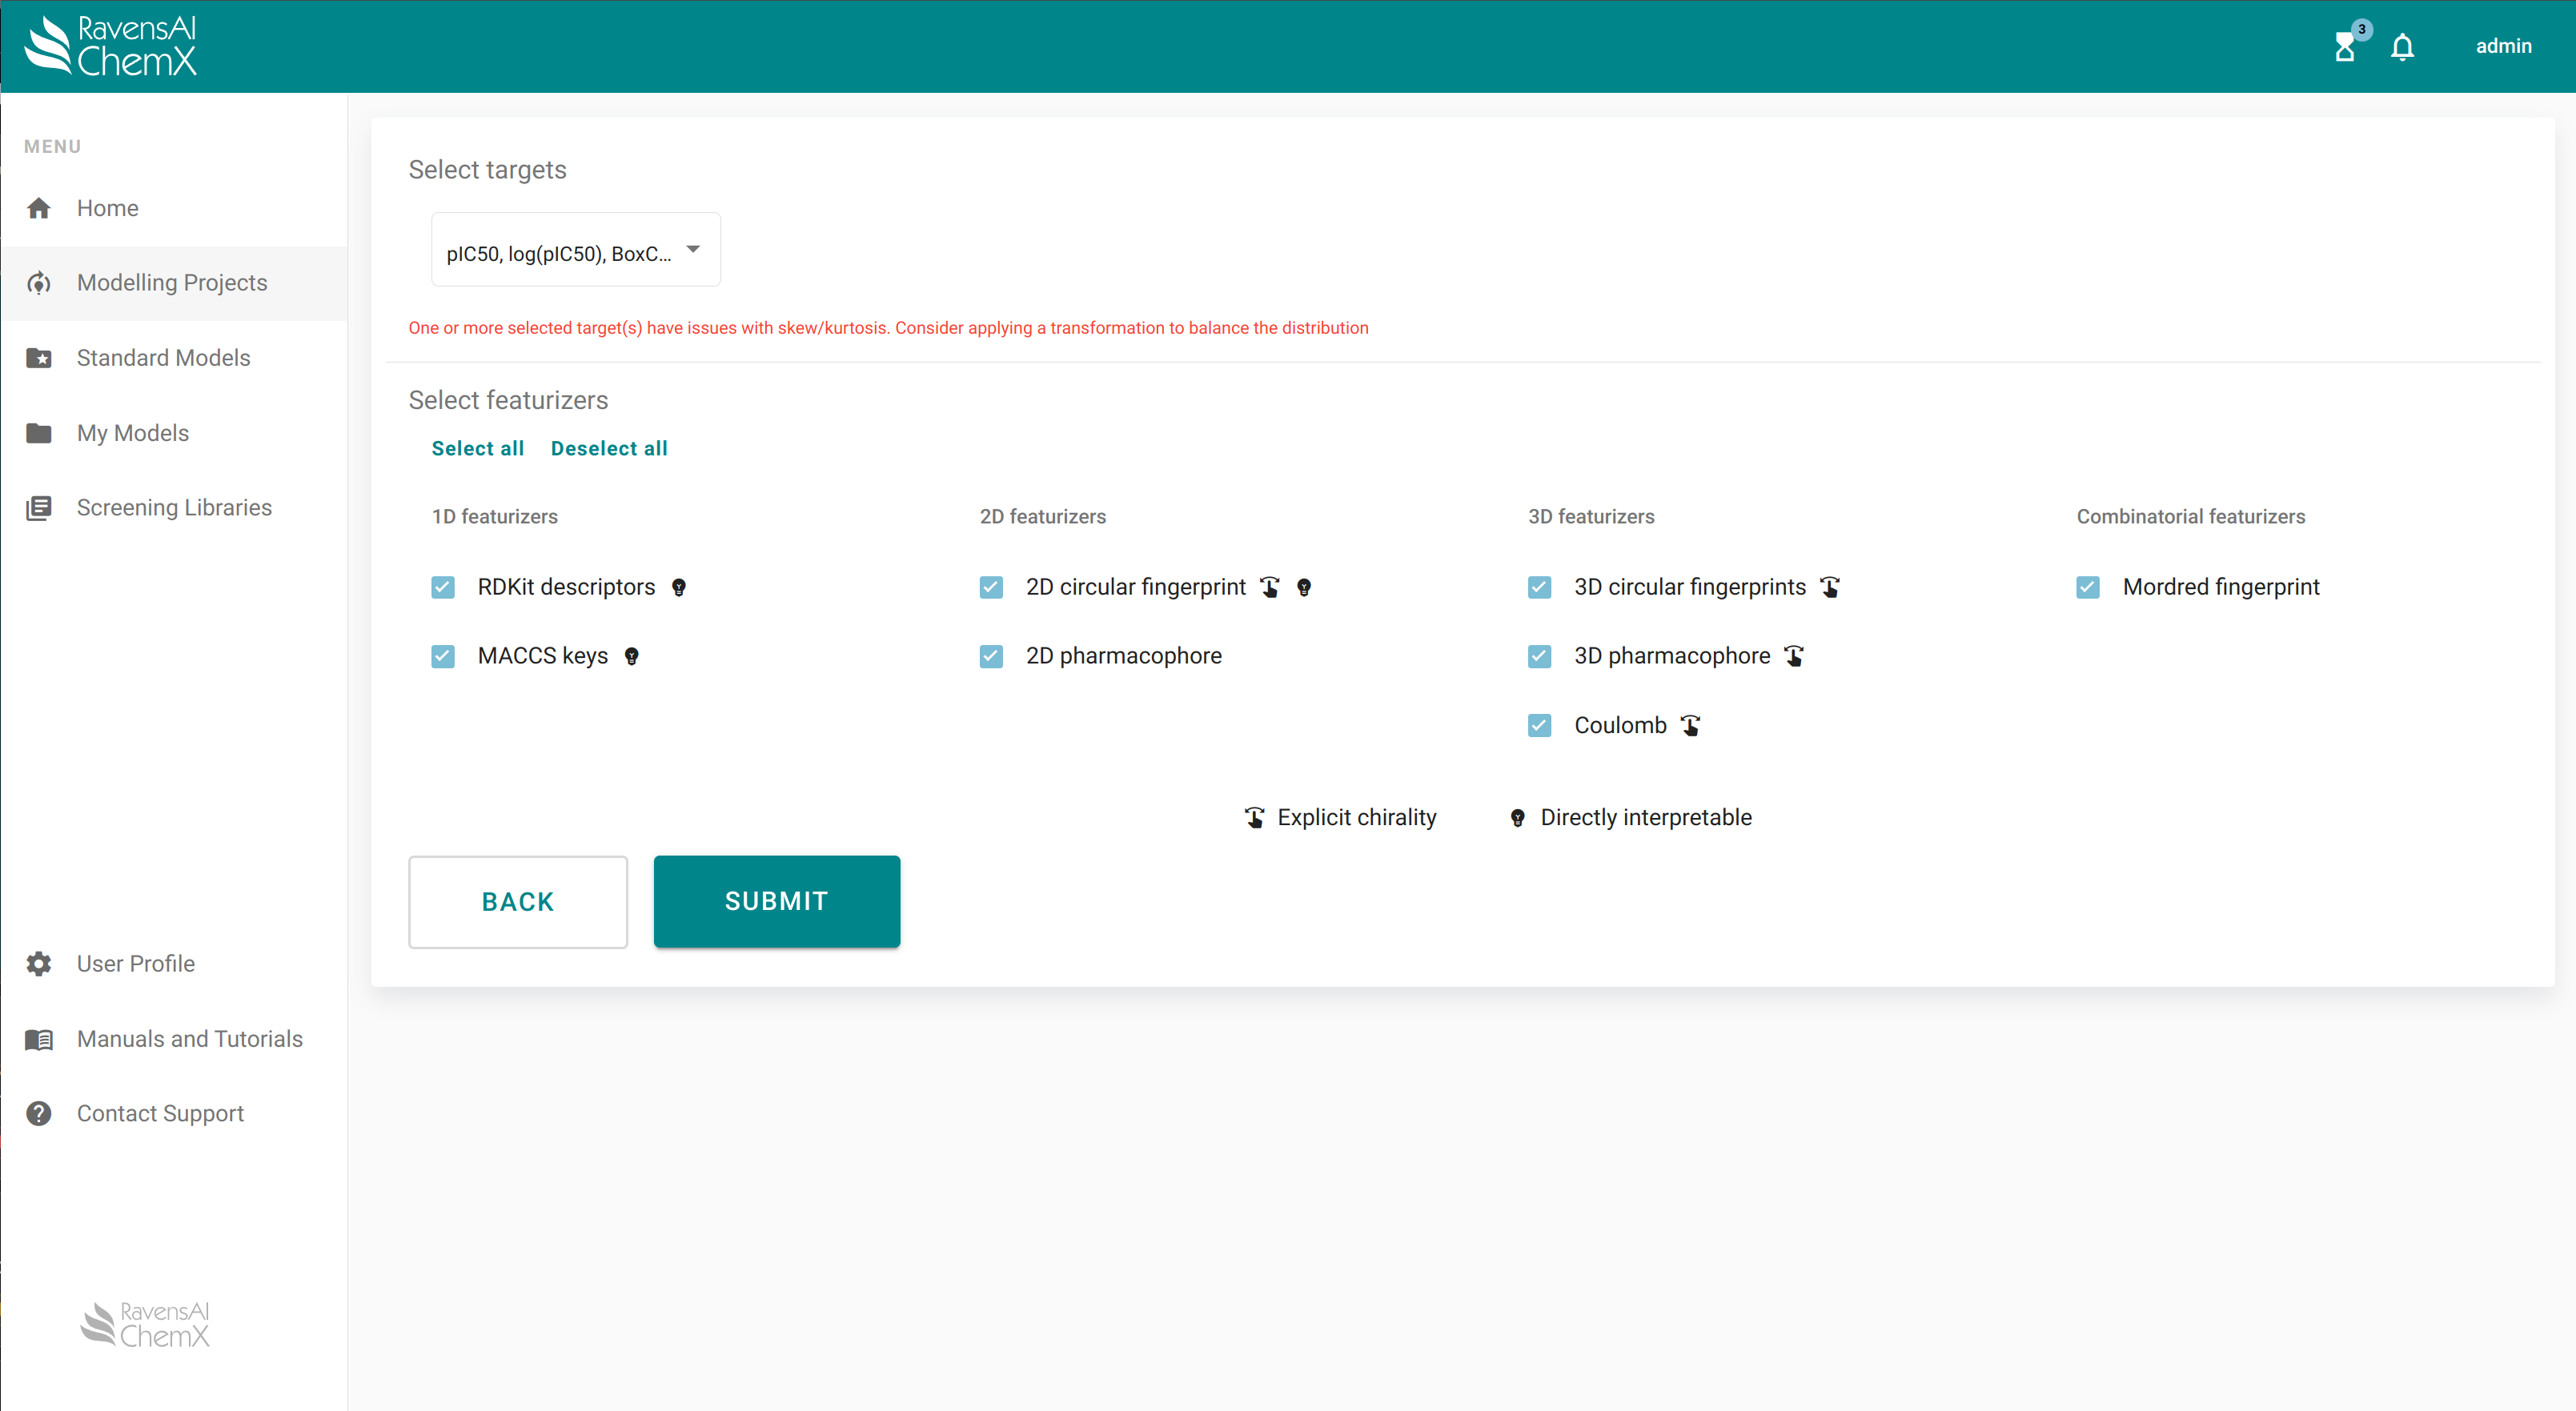 RavensAI
ChemX
3
admin
MENU
Home
Modelling Projects
Standard Models
My Models
Screening Libraries
User Profile
Manuals and Tutorials
Contact Support
RavensAI
ChemX
Select targets
pIC50, log(pIC50), BoxC...
One or more selected target(s) have issues with skew/kurtosis. Consider applying a transformation to balance the distribution
Select featurizers
Select all Deselect all
1D featurizers
RDKit descriptors
MACCS keys
2D featurizers
2D circular fingerprint
2D pharmacophore
3D featurizers
3D circular fingerprints
3D pharmacophore
Coulomb
Combinatorial featurizers
Mordred fingerprint
Explicit chirality Directly interpretable
BACK SUBMIT